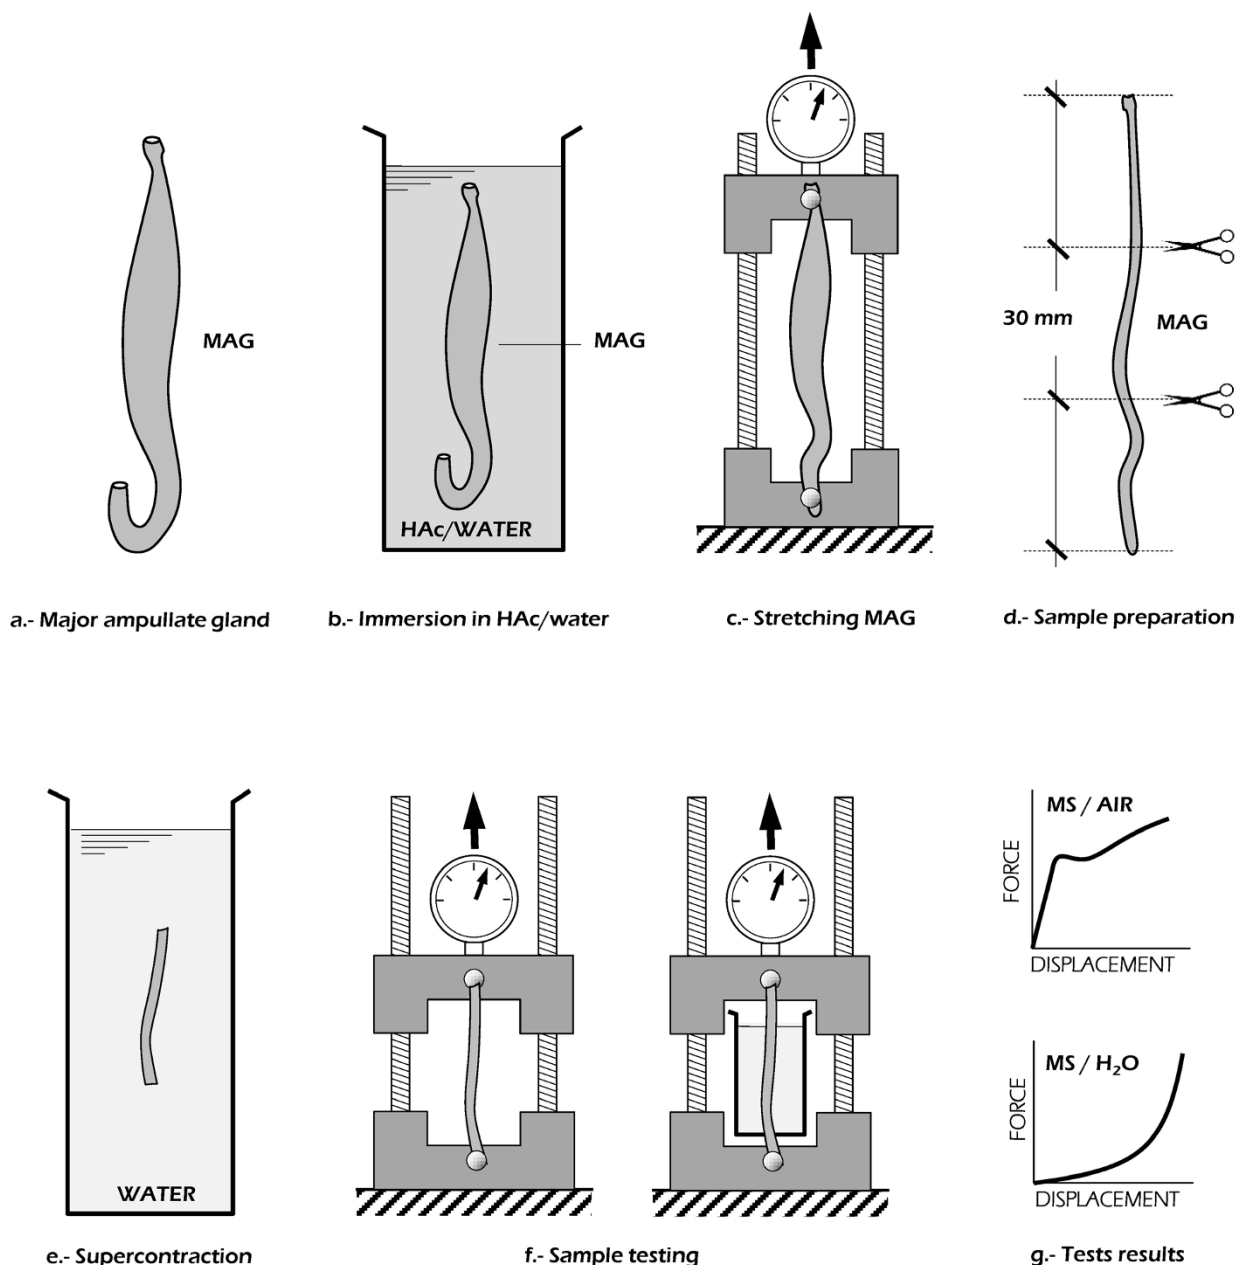 MAG
HAc/WATER
MAG
30 mm
MAG
a.- Major ampullate gland
b.- Immersion in HAc/water
c.- Stretching MAG
d.- Sample preparation
WATER
MS / AIR
FORCE
DISPLACEMENT
MS / H₂O
FORCE
DISPLACEMENT
e.- Supercontraction
f.- Sample testing
g.- Tests results